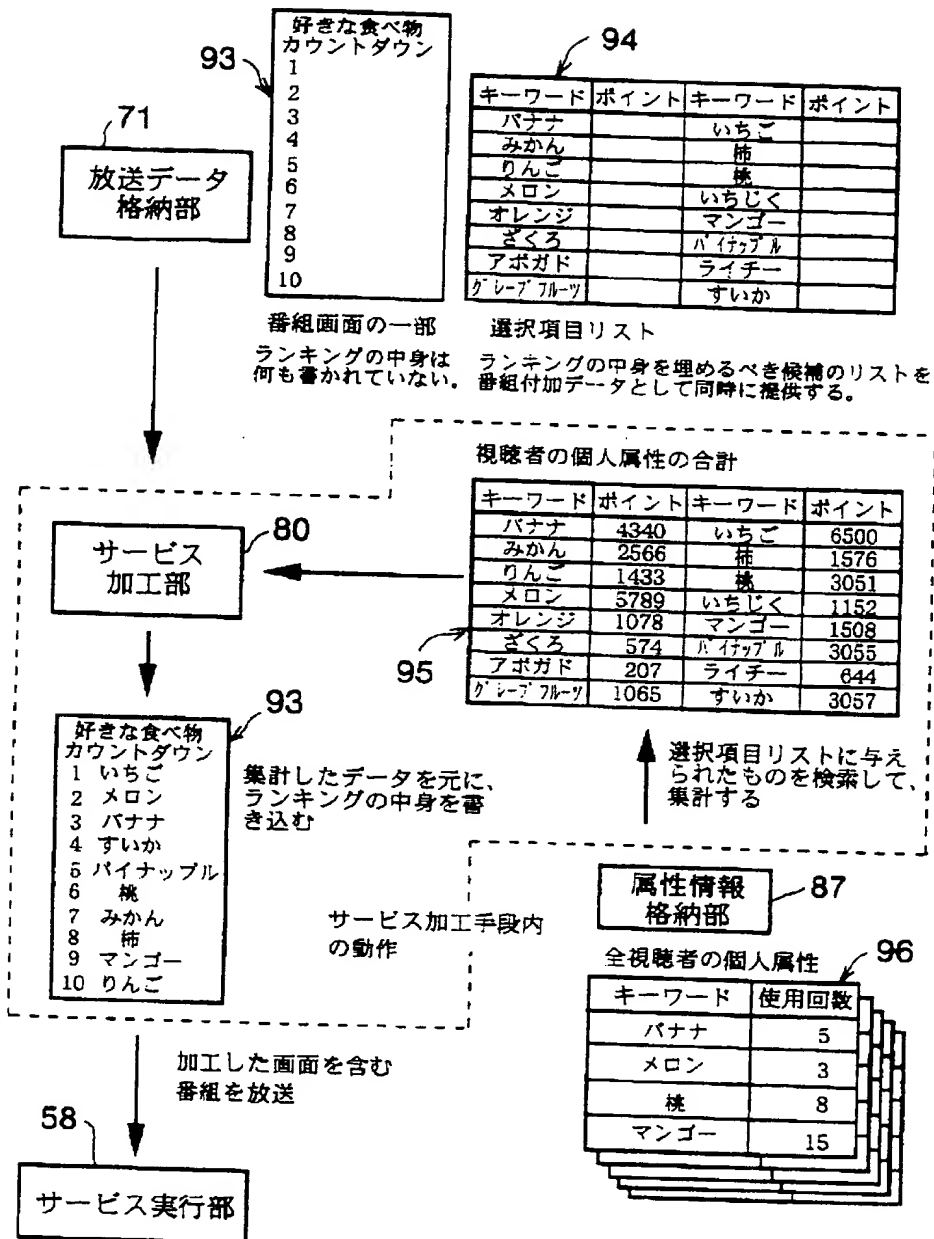 93
好きな食べ物
カウントダウン
1
2
3
4
5
6
7
8
9
10
94
キーワード ポイント キーワード ポイント
バナナ いちご
みかん 柿
りんご 桃
メロン いちじく
オレンジ マンゴー
ざくろ パイナップル
アボガド ライチー
グレープフルーツ すいか
71
放送データ
格納部
番組画面の一部
ランキングの中身は
何も書かれていない。
選択項目リスト
ランキングの中身を埋めるべき候補のリストを
番組付加データとして同時に提供する。
視聴者の個人属性の合計
キーワード ポイント キーワード ポイント
バナナ 4340 いちご 6500
みかん 2566 柿 1576
りんご 1433 桃 3051
メロン 5789 いちじく 1152
オレンジ 1078 マンゴー 1508
ざくろ 574 パイナップル 3055
アボガド 207 ライチー 644
グレープフルーツ 1065 すいか 3057
95
80
サービス
加工部
93
好きな食べ物
カウントダウン
1 いちご
2 メロン
3 バナナ
4 すいか
5 パイナップル
6 桃
7 みかん
8 柿
9 マンゴー
10 りんご
集計したデータを元に、
ランキングの中身を書
き込む
選択項目リストに与え
られたものを検索して、
集計する
サービス加工手段内
の動作
属性情報
格納部
87
全視聴者の個人属性
96
キーワード 使用回数
バナナ 5
メロン 3
桃 8
マンゴー 15
加工した画面を含む
番組を放送
58
サービス実行部